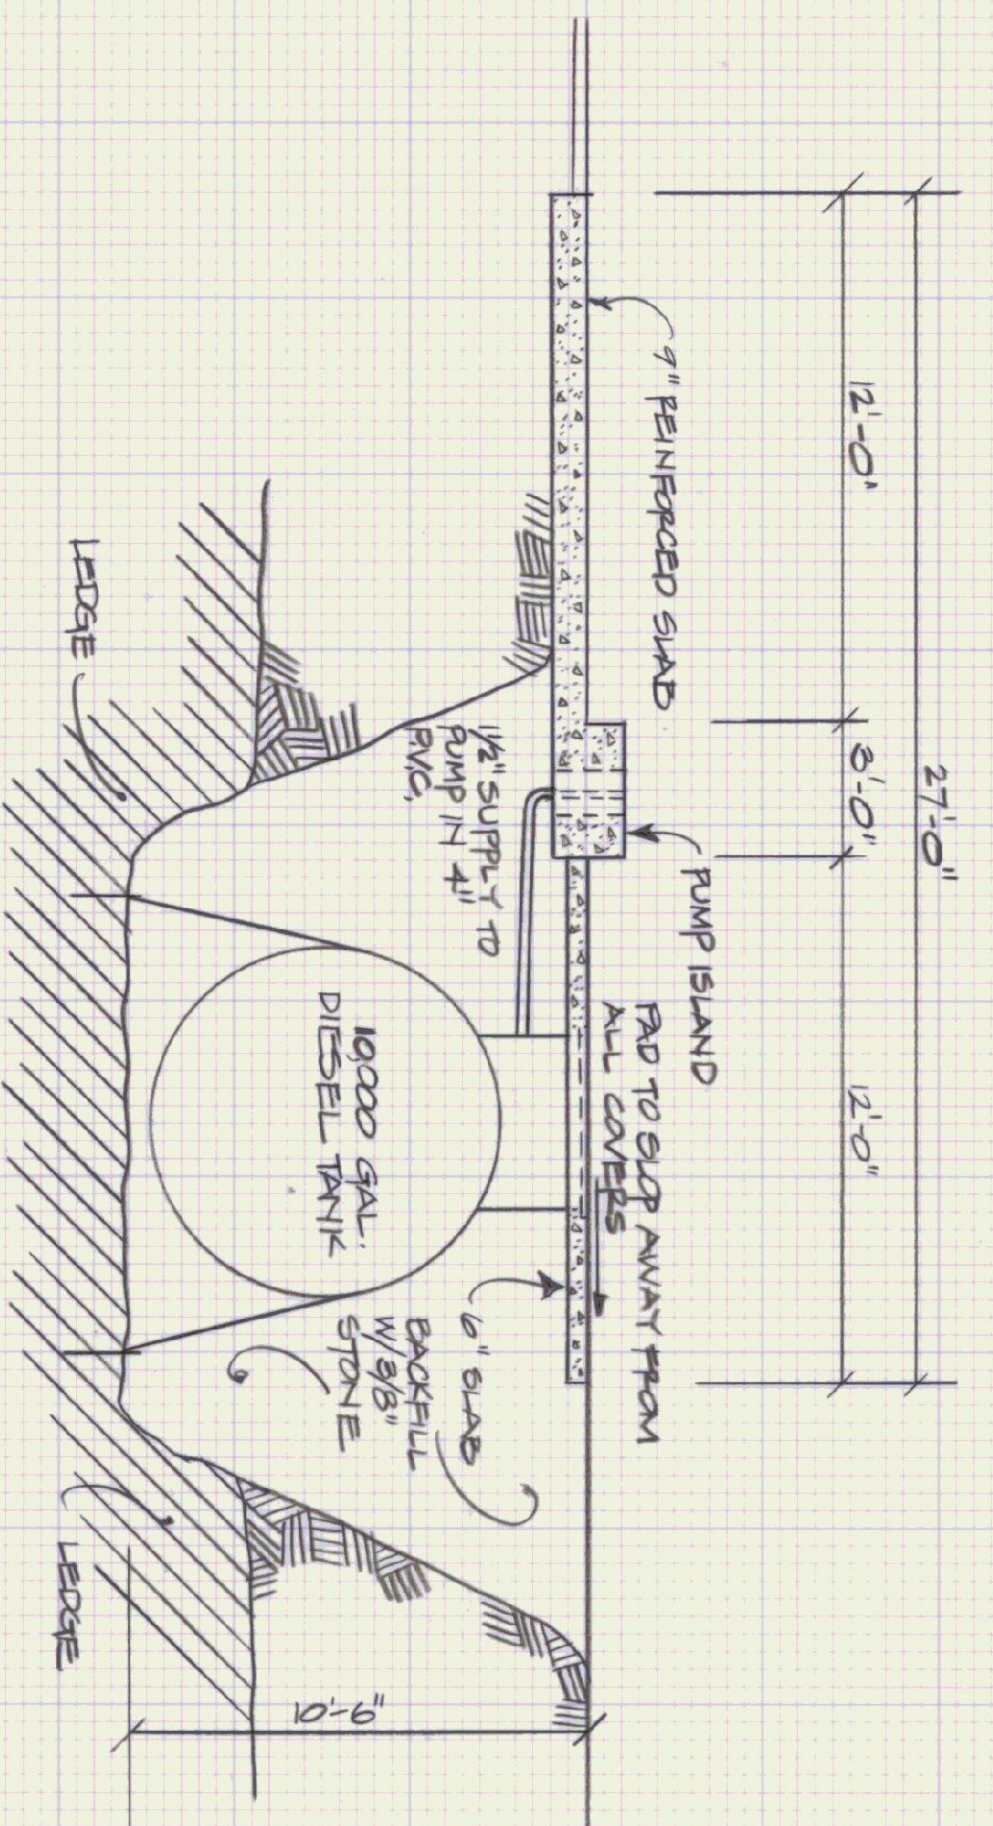 27'-0"
12'-0"
3'-0"
12'-0"
9" REINFORCED SLAB
PUMP ISLAND
PAD TO SLOP AWAY FROM
ALL COVERS
1 1/2" SUPPLY TO
PUMP IN 4"
P.V.C.
6" SLAB
BACKFILL
W/ 3/8"
STONE
10,000 GAL.
DIESEL TANK
10'-9"
LEDGE
LEDGE